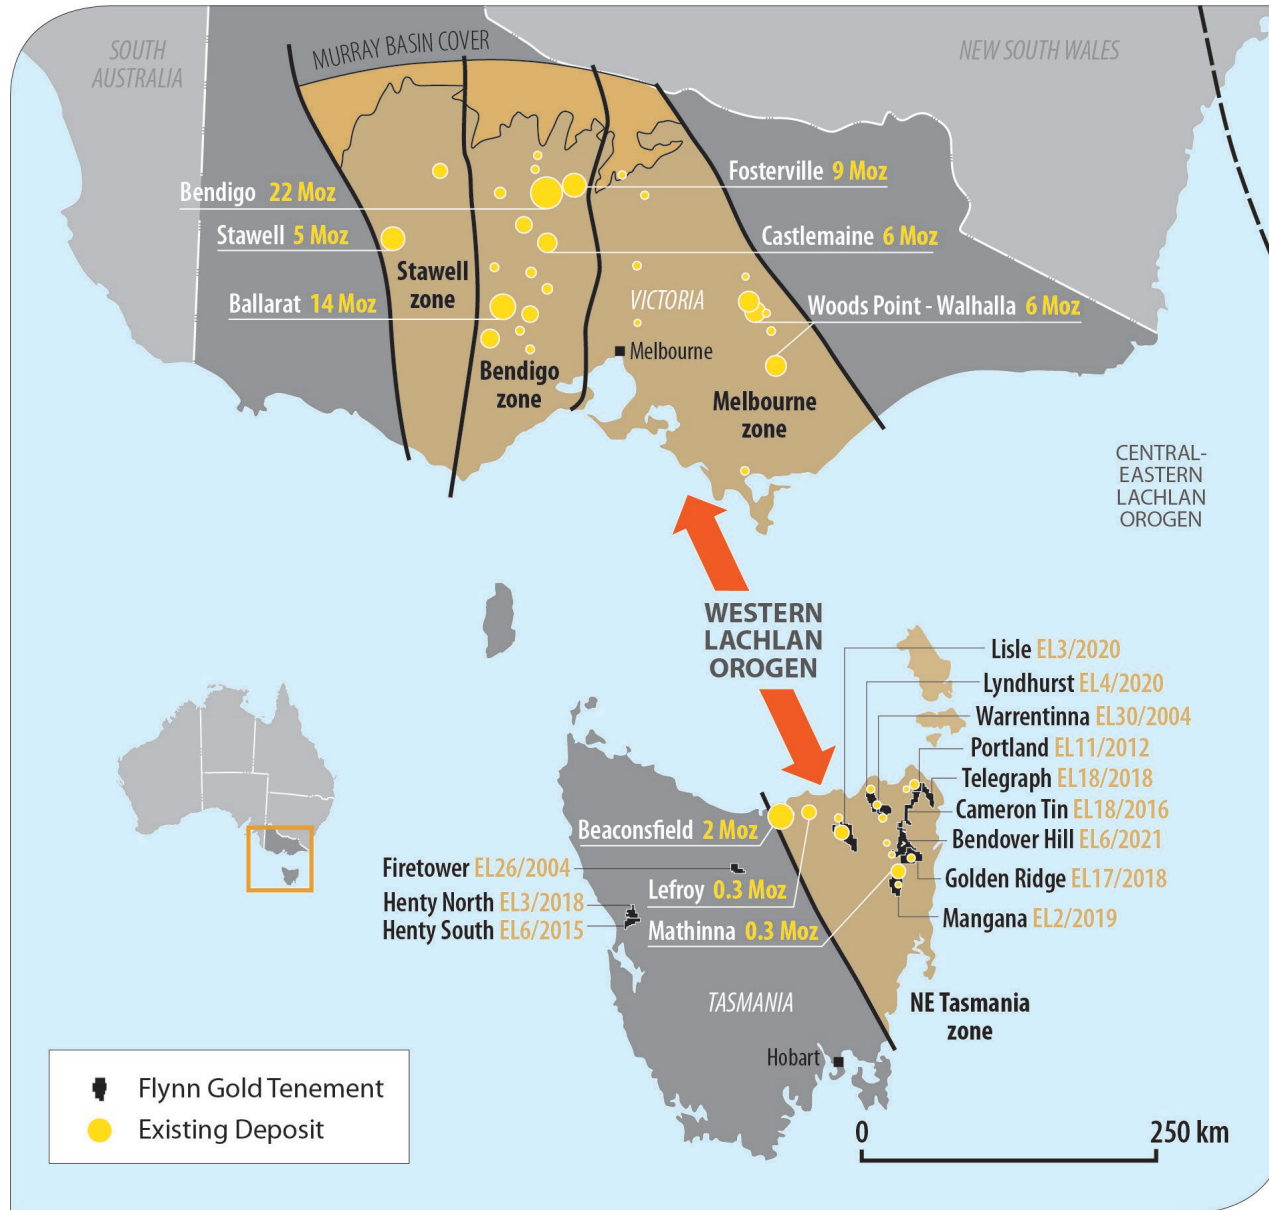 SOUTH
AUSTRALIA
MURRAY BASIN COVER
NEW SOUTH WALES
Bendigo 22 Moz
Fosterville 9 Moz
Stawell 5 Moz
Castlemaine 6 Moz
Stawell
zone
Ballarat 14 Moz
VICTORIA
Woods Point - Walhalla 6 Moz
Melbourne
Bendigo
zone
Melbourne
zone
CENTRAL-
EASTERN
LACHLAN
OROGEN
WESTERN
LACHLAN
OROGEN
Lisle EL3/2020
Lyndhurst EL4/2020
Warrentinna EL30/2004
Portland EL11/2012
Telegraph EL18/2018
Cameron Tin EL18/2016
Bendover Hill EL6/2021
Golden Ridge EL17/2018
Mangana EL2/2019
Beaconsfield 2 Moz
Firetower EL26/2004
Lefroy 0.3 Moz
Henty North EL3/2018
Henty South EL6/2015
Mathinna 0.3 Moz
TASMANIA
NE Tasmania
zone
Hobart
Flynn Gold Tenement
Existing Deposit
0 250 km